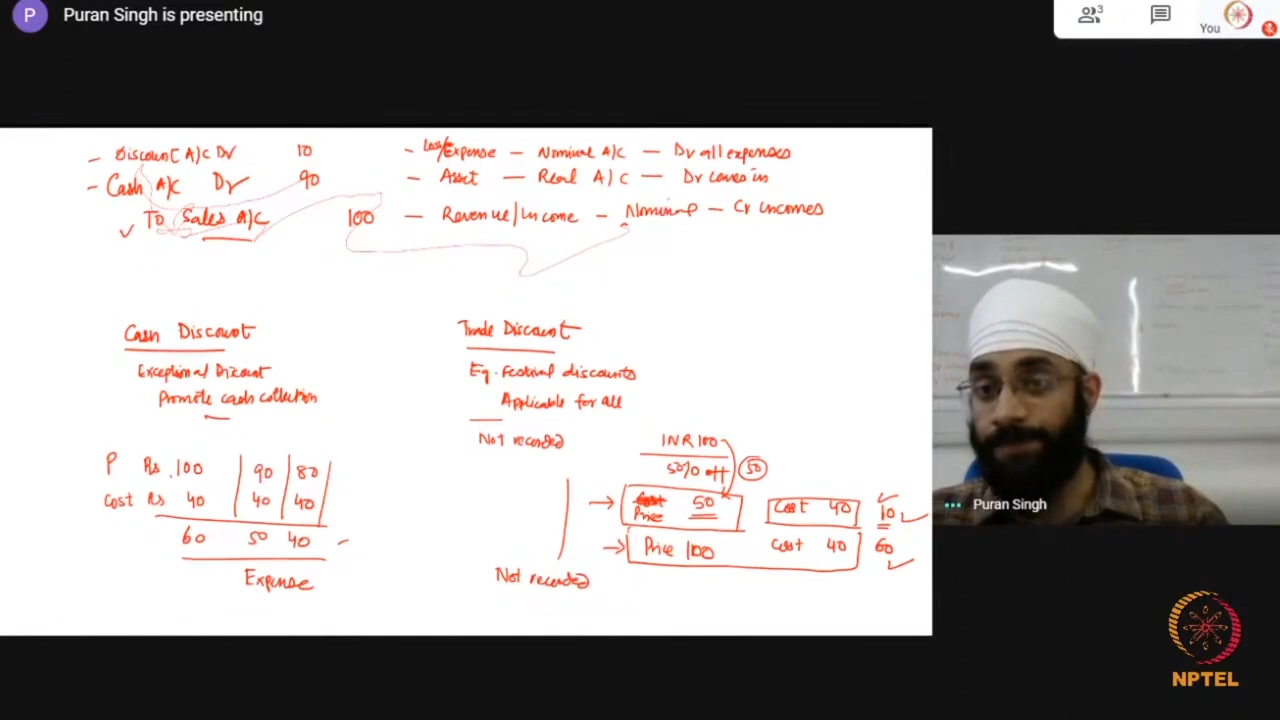 P Puran Singh is presenting
3
You
- Discount A/C Dr 10 - Loss/Expense - Nominal A/C - Dr all expenses
- Cash A/C Dr 90 - Asset - Real A/C - Dr comes in
✓ To Sales A/C 100 - Revenue/Income - Nominal - Cr incomes
Cash Discount
Exceptional Discount
Promote cash collection
P Rs. 100 90 80
Cost Rs 40 40 40
60 50 40
Expense
Trade Discount
Eg. Festival discounts
Applicable for all
Not recorded
INR 100
50% off 50
→ Cost
Price 50 Cost 40 10
→ Price 100 Cost 40 60
Not recorded
Puran Singh
NPTEL